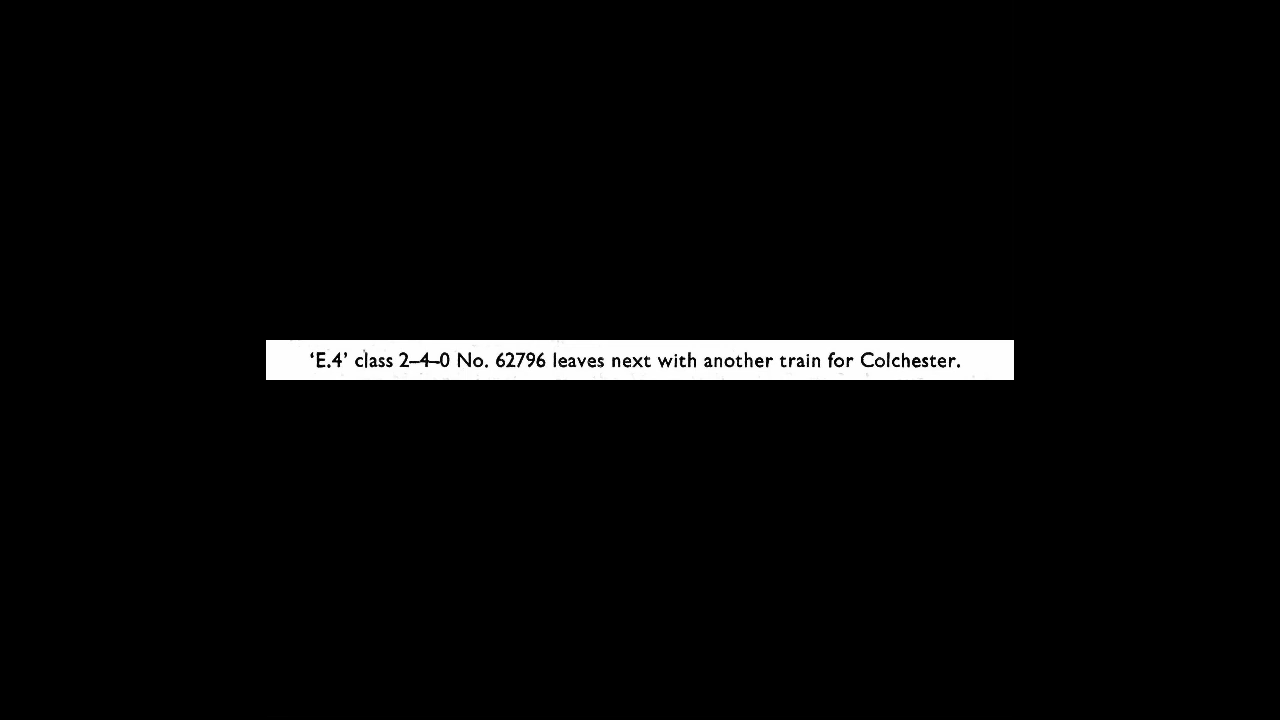 ‘E.4’ class 2–4–0 No. 62796 leaves next with another train for Colchester.